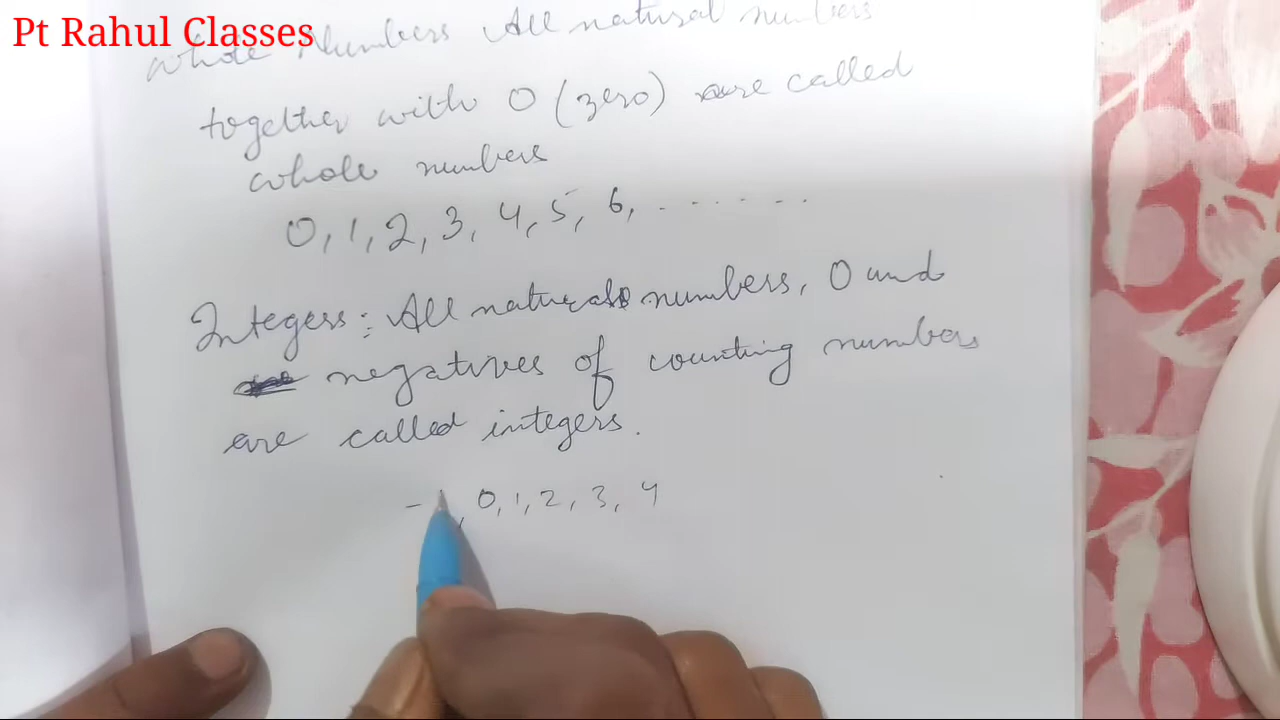 Pt Rahul Classes
Whole Numbers All natural numbers
together with 0 (zero) are called
whole numbers
0, 1, 2, 3, 4, 5, 6, . . . . . .
Integers : All natural numbers, 0 and
negatives of counting numbers
are called integers.
-1, 0, 1, 2, 3, 4